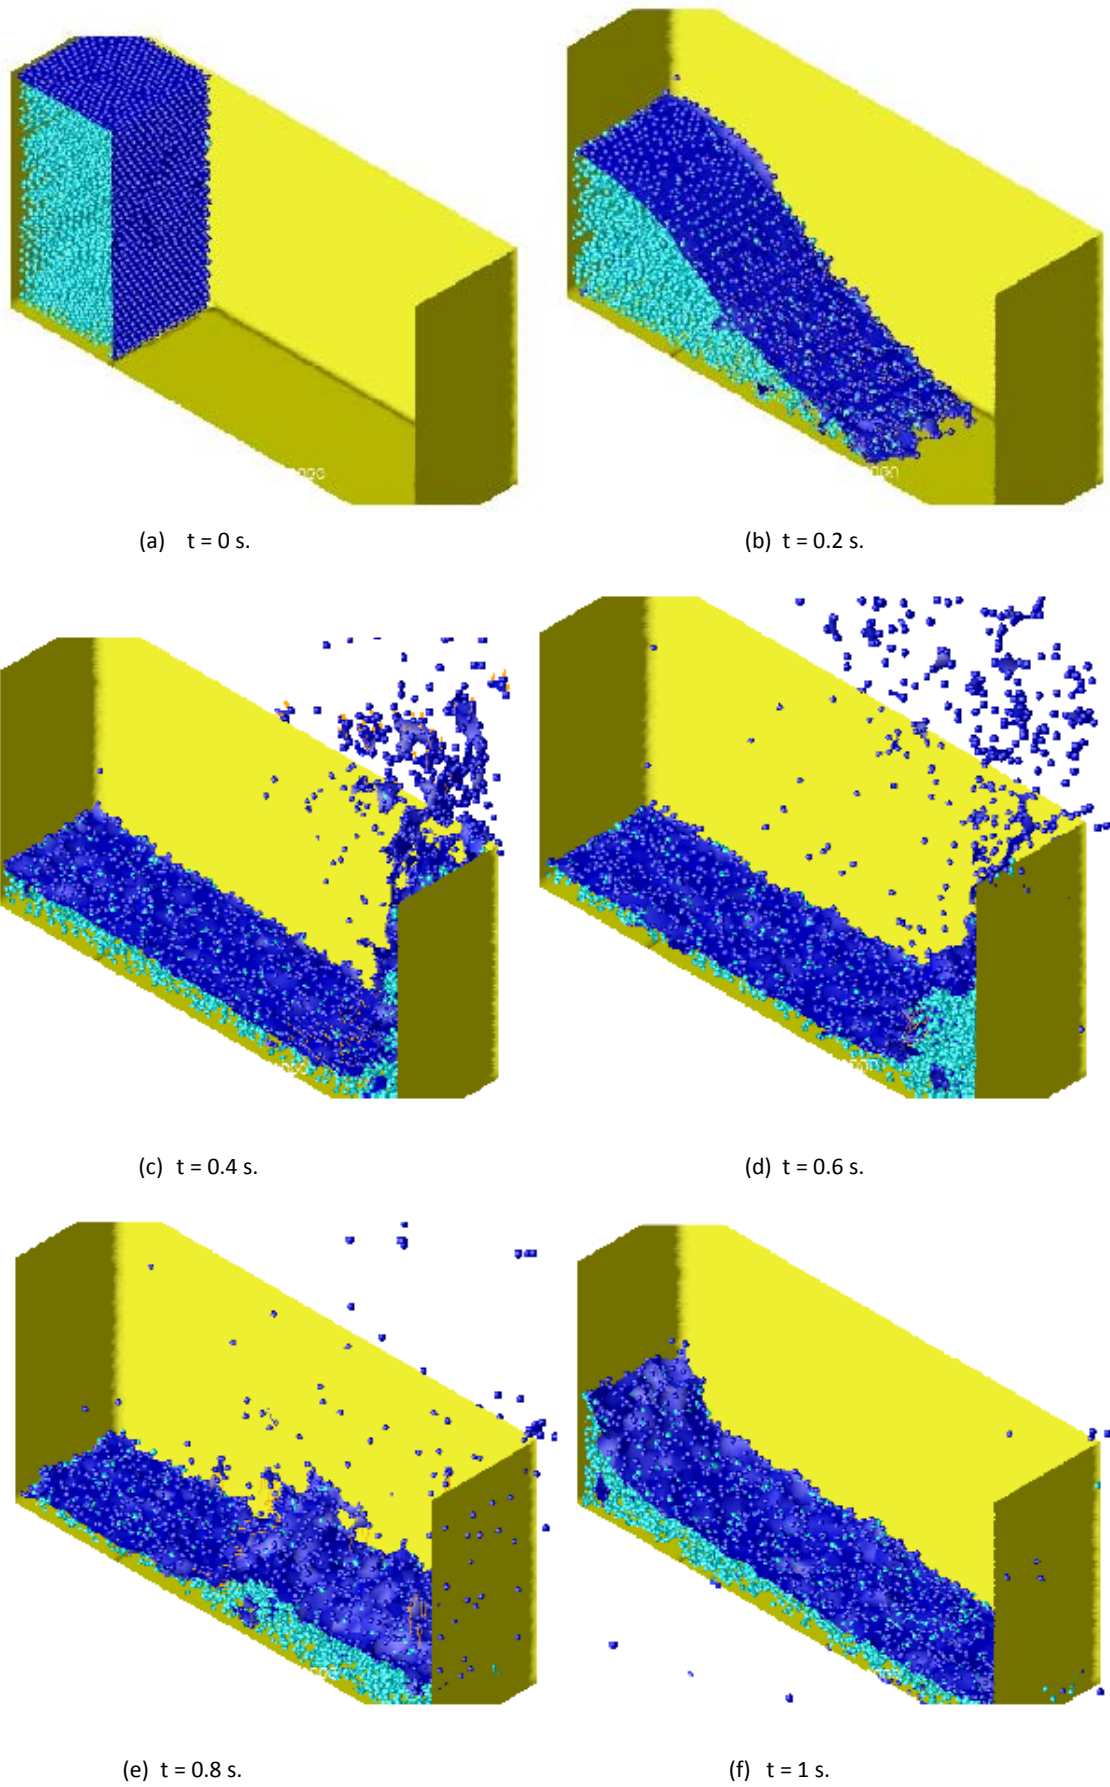 (a) t = 0 s.
(b) t = 0.2 s.
(c) t = 0.4 s.
(d) t = 0.6 s.
(e) t = 0.8 s.
(f) t = 1 s.